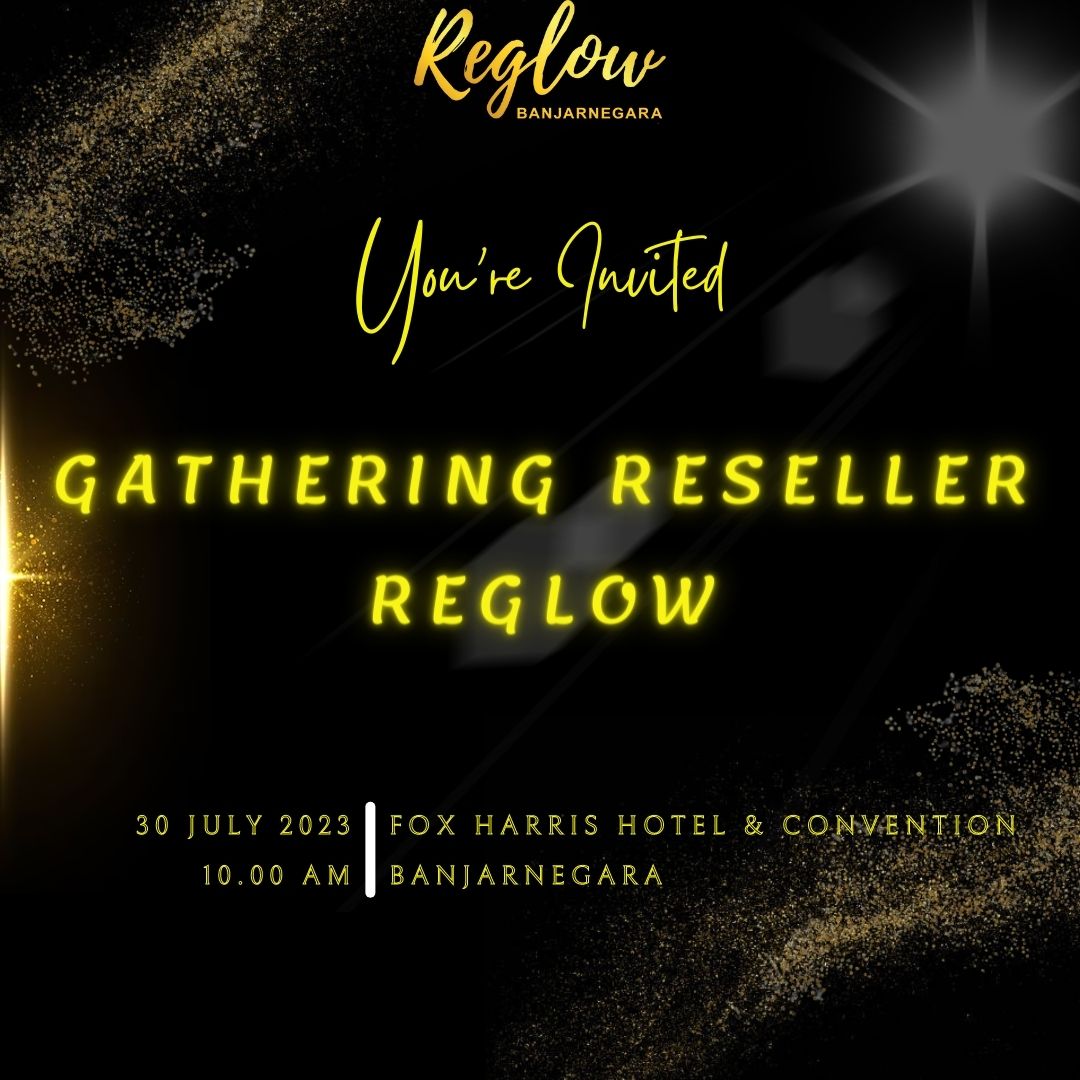 Reglow
BANJARNEGARA
You're Invited
GATHERING RESELLER
REGLOW
30 JULY 2023
10.00 AM
FOX HARRIS HOTEL & CONVENTION
BANJARNEGARA